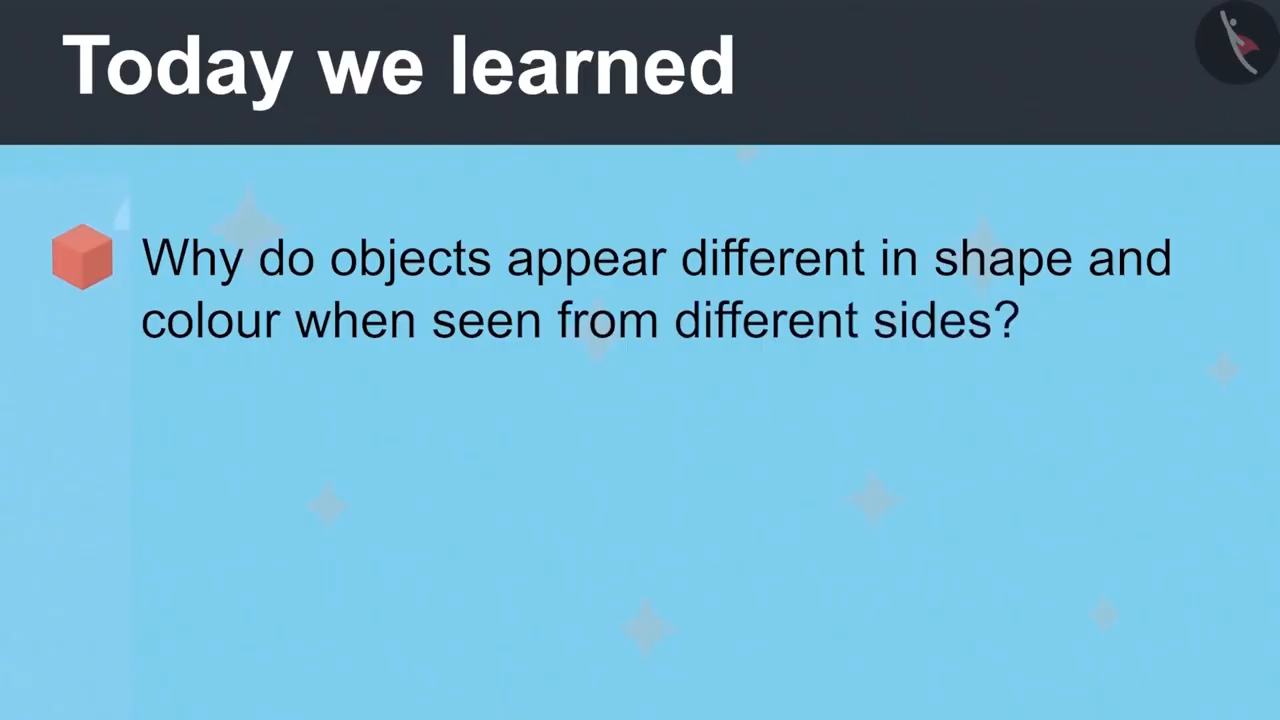 Today we learned
Why do objects appear different in shape and
colour when seen from different sides?